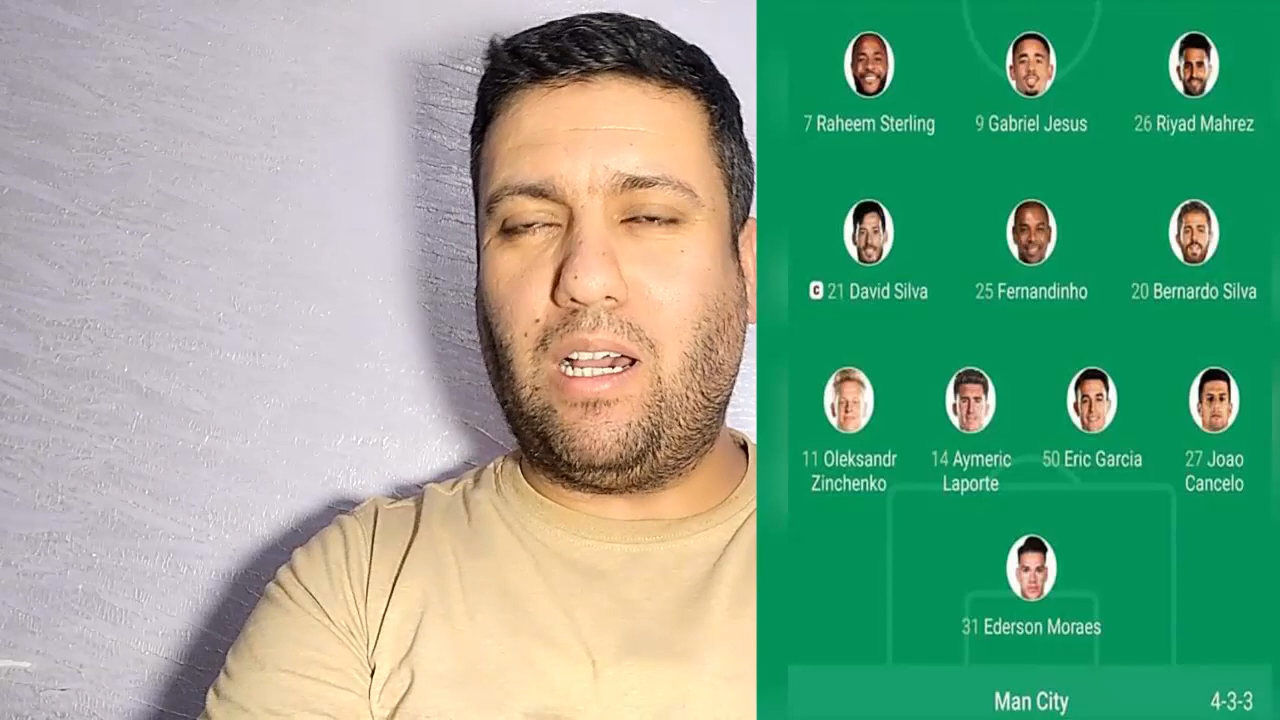 7 Raheem Sterling
9 Gabriel Jesus
26 Riyad Mahrez
C 21 David Silva
25 Fernandinho
20 Bernardo Silva
11 Oleksandr
Zinchenko
14 Aymeric
Laporte
50 Eric Garcia
27 Joao
Cancelo
31 Ederson Moraes
Man City
4-3-3